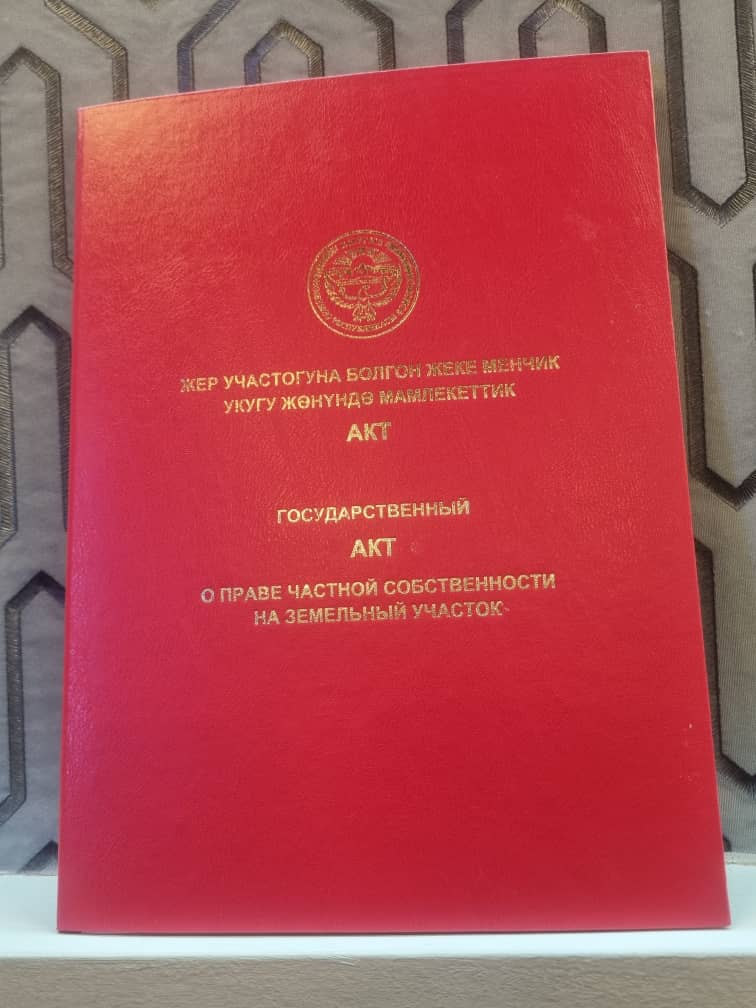 ЖЕР УЧАСТОГУНА БОЛГОН ЖЕКЕ МЕНЧИК
УКУГУ ЖӨНҮНДӨ МАМЛЕКЕТТИК
АКТ
ГОСУДАРСТВЕННЫЙ
АКТ
О ПРАВЕ ЧАСТНОЙ СОБСТВЕННОСТИ
НА ЗЕМЕЛЬНЫЙ УЧАСТОК